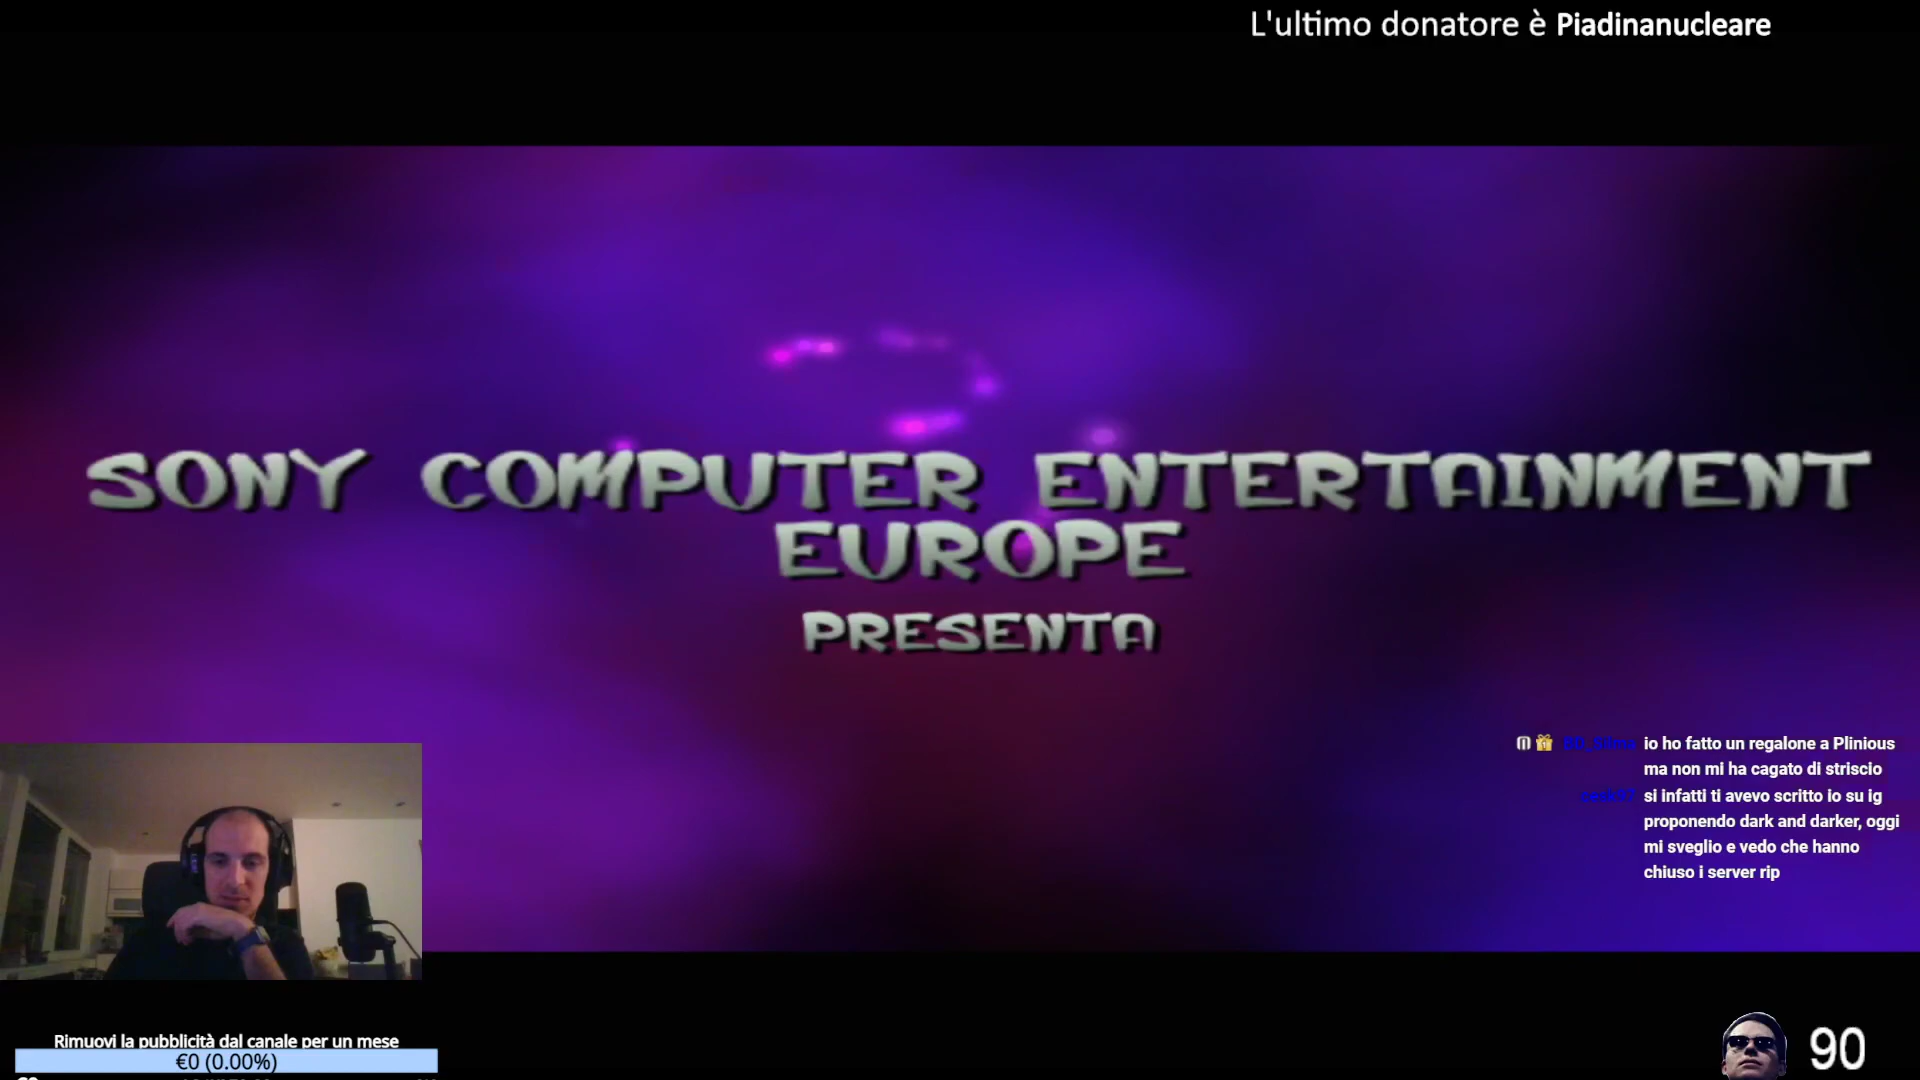 L'ultimo donatore è Piadinanucleare
SONY COMPUTER ENTERTAINMENT
EUROPE
PRESENTA
io ho fatto un regalone a Plinious
ma non mi ha cagato di striscio
si infatti ti avevo scritto io su ig
proponendo dark and darker, oggi
mi sveglio e vedo che hanno
chiuso i server rip
Rimuovi la pubblicità dal canale per un mese
€0 (0.00%)
90